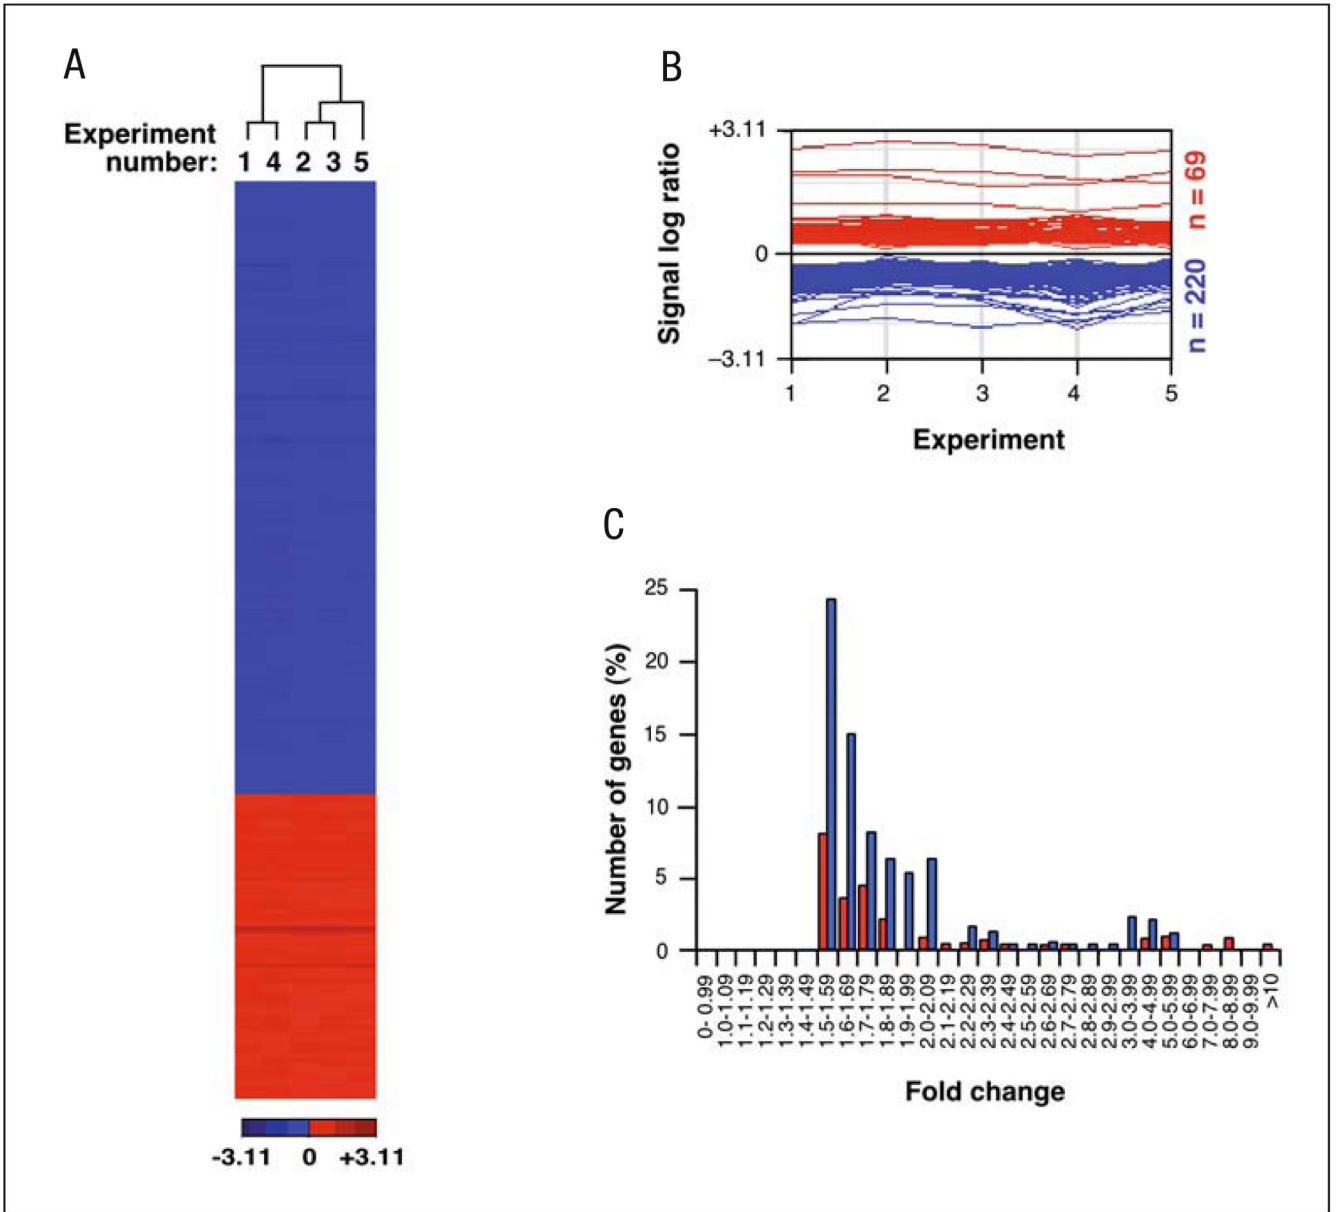 A
Experiment
number: 1 4 2 3 5
-3.11 0 +3.11
B
Signal log ratio
+3.11
0
–3.11
1 2 3 4 5
Experiment
n = 69
n = 220
C
Number of genes (%)
25
20
15
10
5
0
0- 0.99
1.0-1.09
1.1-1.19
1.2-1.29
1.3-1.39
1.4-1.49
1.5-1.59
1.6-1.69
1.7-1.79
1.8-1.89
1.9-1.99
2.0-2.09
2.1-2.19
2.2-2.29
2.3-2.39
2.4-2.49
2.5-2.59
2.6-2.69
2.7-2.79
2.8-2.89
2.9-2.99
3.0-3.99
4.0-4.99
5.0-5.99
6.0-6.99
7.0-7.99
8.0-8.99
9.0-9.99
>10
Fold change